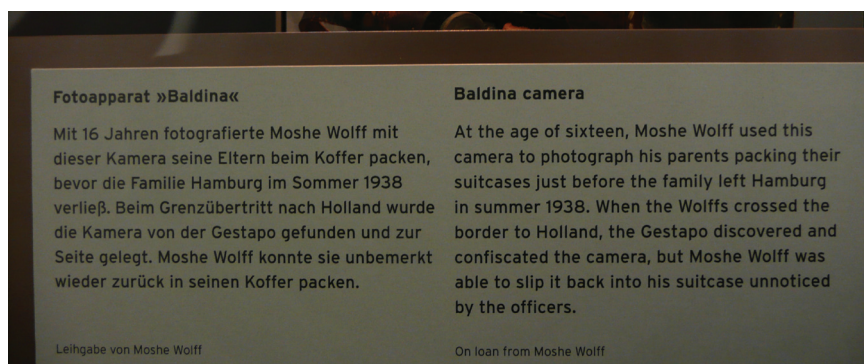 Fotoapparat »Baldina«
Mit 16 Jahren fotografierte Moshe Wolff mit
dieser Kamera seine Eltern beim Koffer packen,
bevor die Familie Hamburg im Sommer 1938
verließ. Beim Grenzübertritt nach Holland wurde
die Kamera von der Gestapo gefunden und zur
Seite gelegt. Moshe Wolff konnte sie unbemerkt
wieder zurück in seinen Koffer packen.
Leihgabe von Moshe Wolff
Baldina camera
At the age of sixteen, Moshe Wolff used this
camera to photograph his parents packing their
suitcases just before the family left Hamburg
in summer 1938. When the Wolffs crossed the
border to Holland, the Gestapo discovered and
confiscated the camera, but Moshe Wolff was
able to slip it back into his suitcase unnoticed
by the officers.
On loan from Moshe Wolff